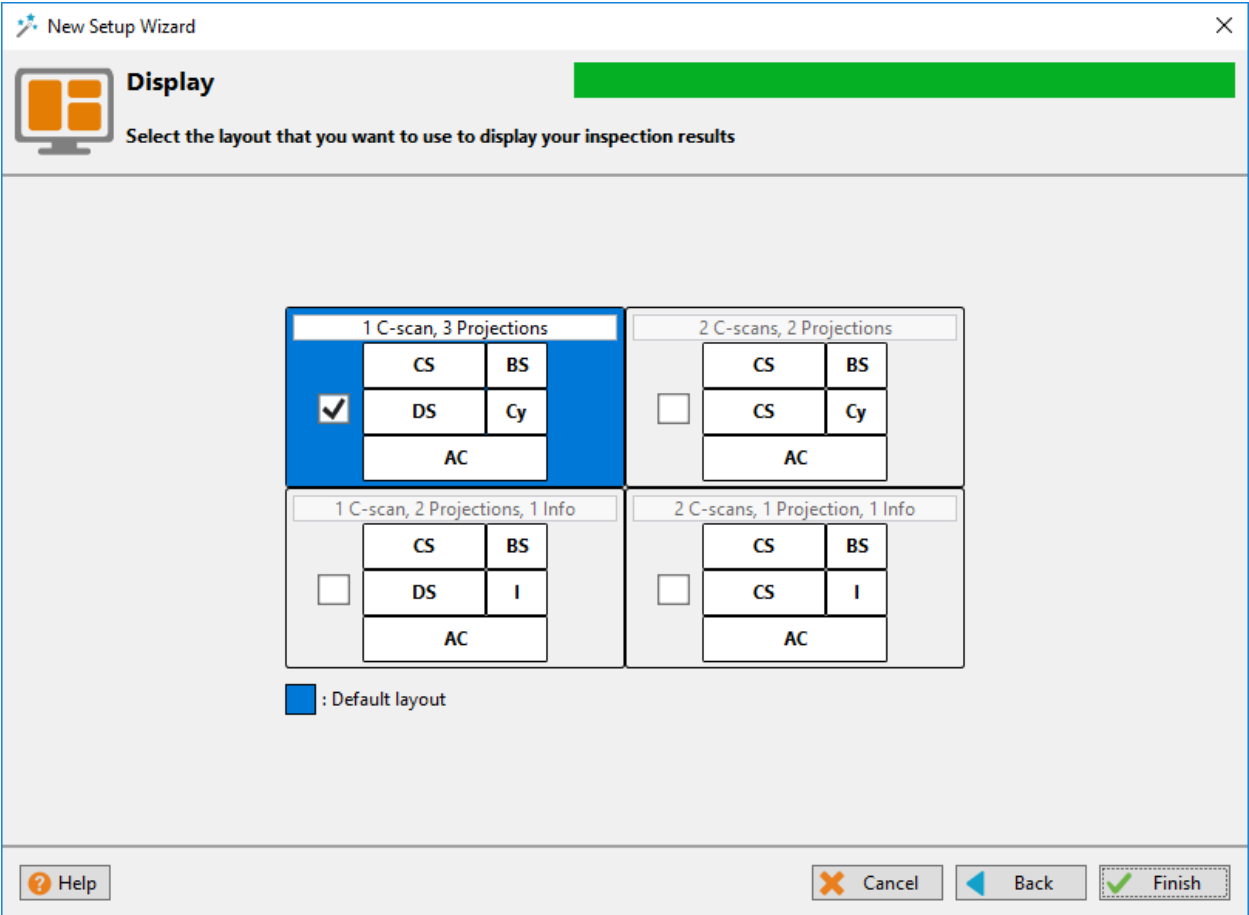 New Setup Wizard
Display
Select the layout that you want to use to display your inspection results
1 C-scan, 3 Projections
CS BS
DS Cy
AC
2 C-scans, 2 Projections
CS BS
CS Cy
AC
1 C-scan, 2 Projections, 1 Info
CS BS
DS I
AC
2 C-scans, 1 Projection, 1 Info
CS BS
CS I
AC
: Default layout
? Help
Cancel
Back
Finish